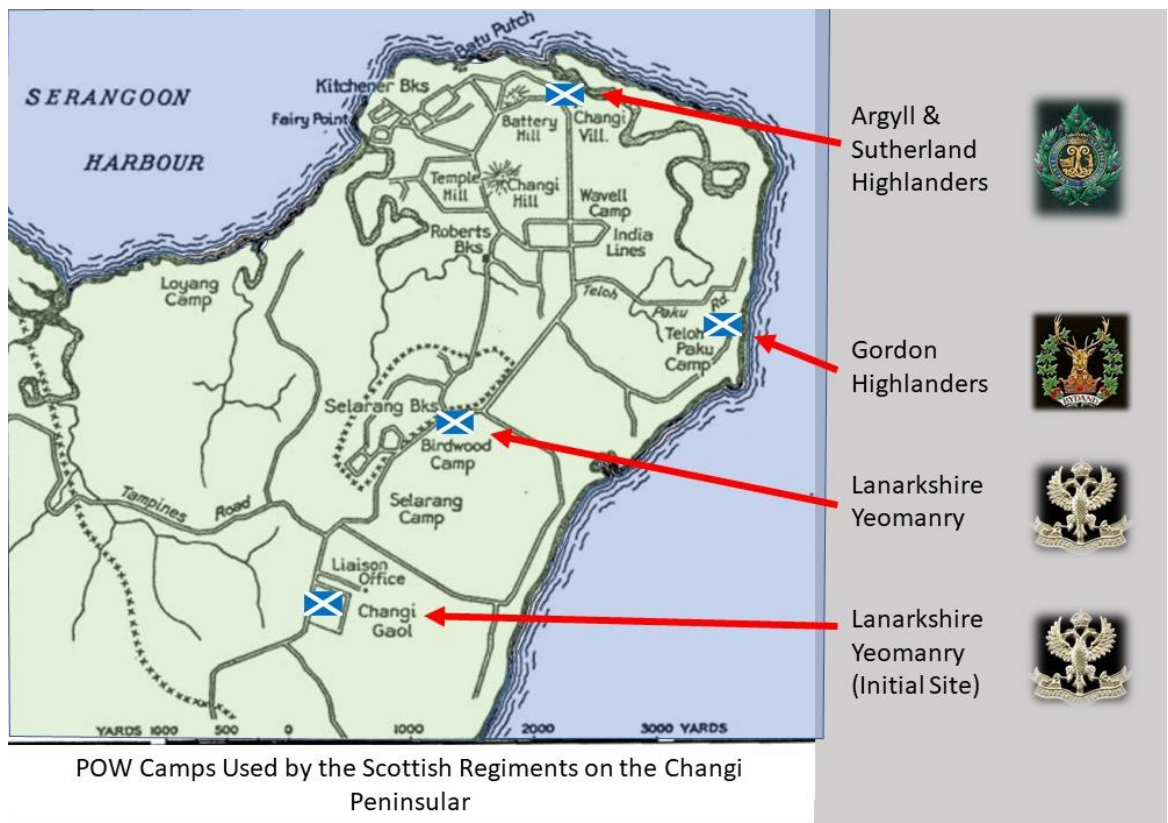 Batu Putch
Kitchener Bks
SERANGOON
HARBOUR
Fairy Point
Battery
Hill
Changi
Vill.
Temple
Hill
Changi
Hill
Wavell
Camp
Roberts
Bks
India
Lines
Loyang
Camp
Teloh
Paku
Rd.
Teloh
Paku
Camp
Selarang Bks
Birdwood
Camp
Selarang
Camp
Tampines Road
Liaison
Office
Changi
Gaol
YARDS 1000 500 0 1000 2000 3000 YARDS
POW Camps Used by the Scottish Regiments on the Changi
Peninsular
Argyll &
Sutherland
Highlanders
Gordon
Highlanders
BYDAND
Lanarkshire
Yeomanry
Lanarkshire
Yeomanry
(Initial Site)